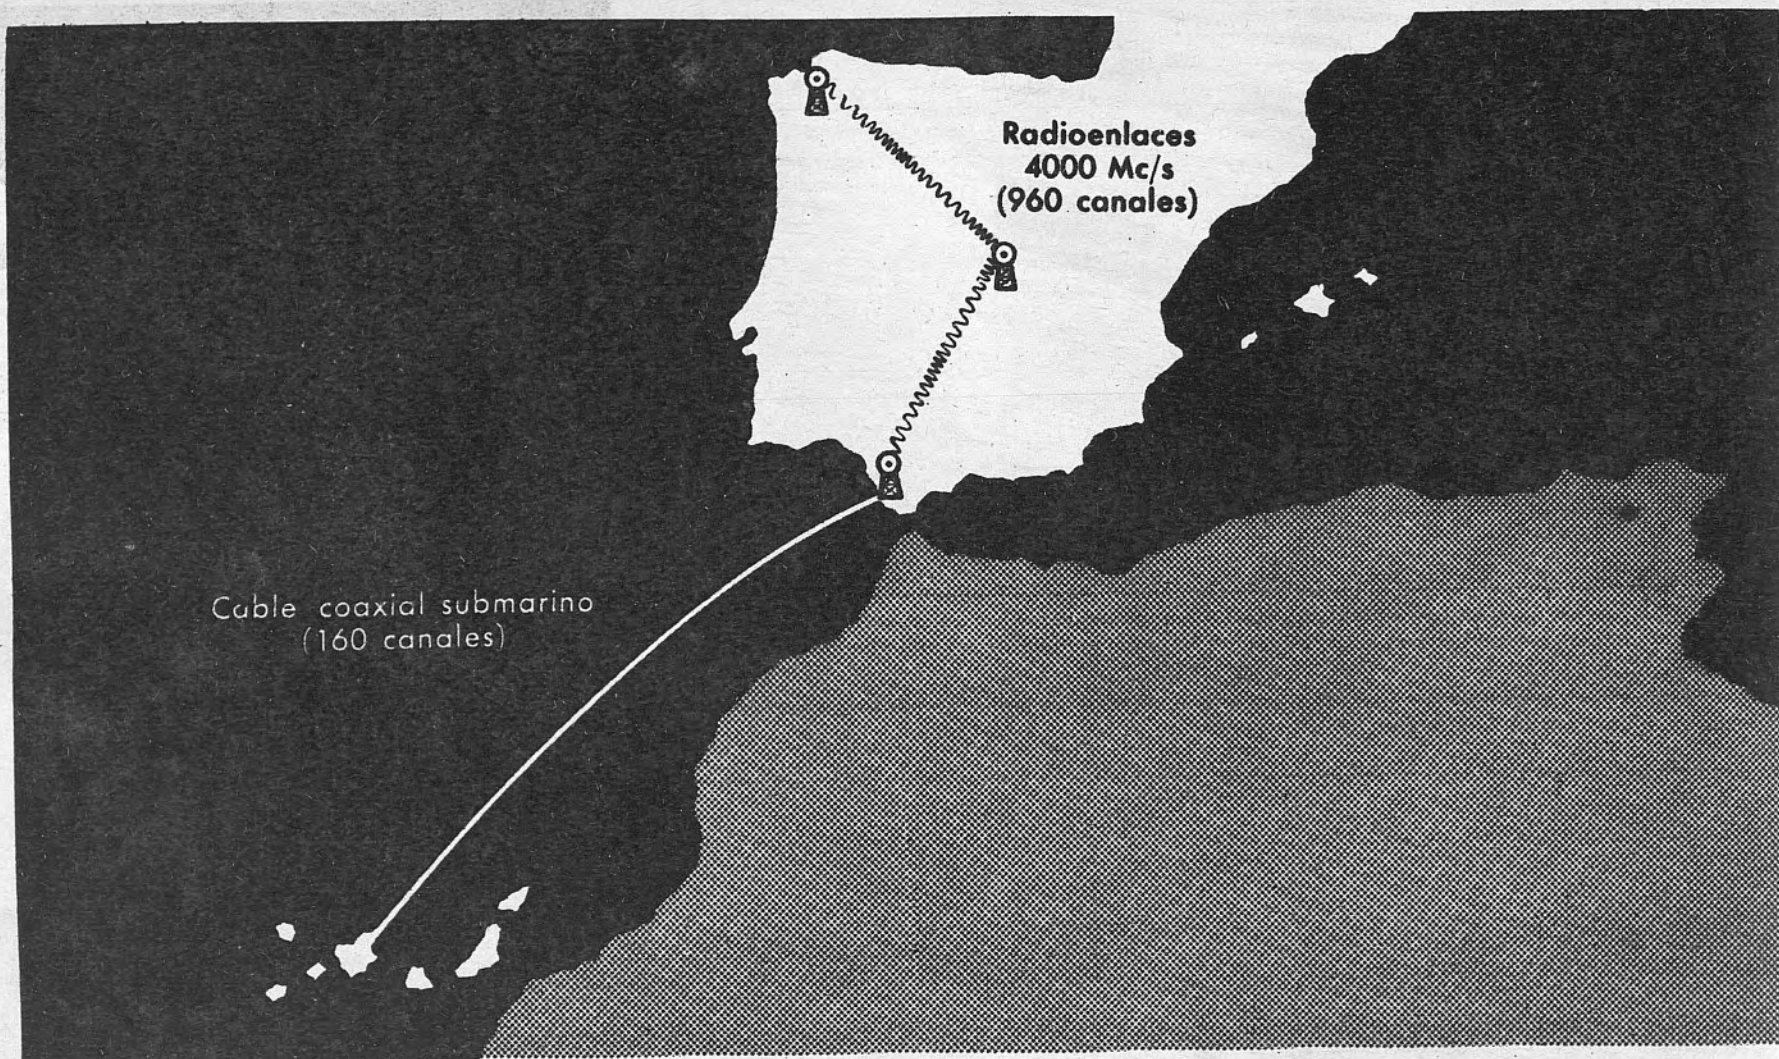 Radioenlaces
4000 Mc/s
(960 canales)
Cable coaxial submarino
(160 canales)